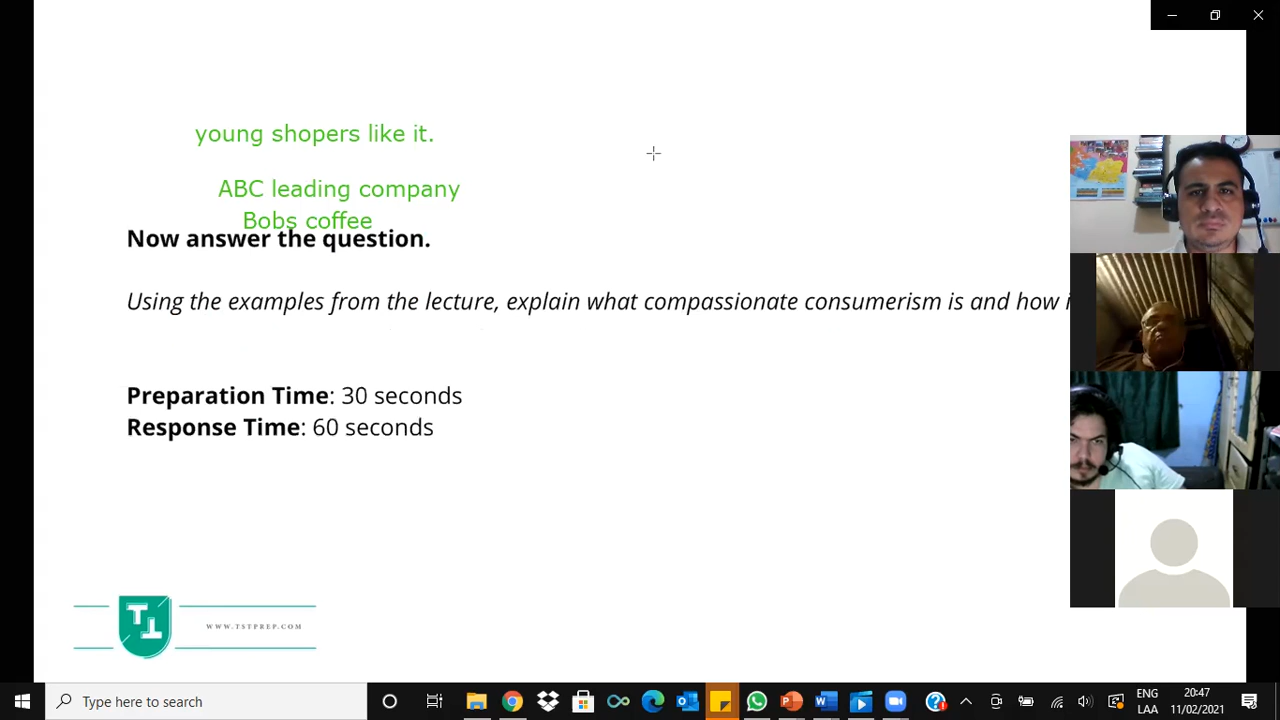 young shopers like it.
ABC leading company
Bobs coffee
Now answer the question.
Using the examples from the lecture, explain what compassionate consumerism is and how
Preparation Time: 30 seconds
Response Time: 60 seconds
TT
WWW.TSTPREP.COM
Type here to search
ENG
LAA
20:47
11/02/2021